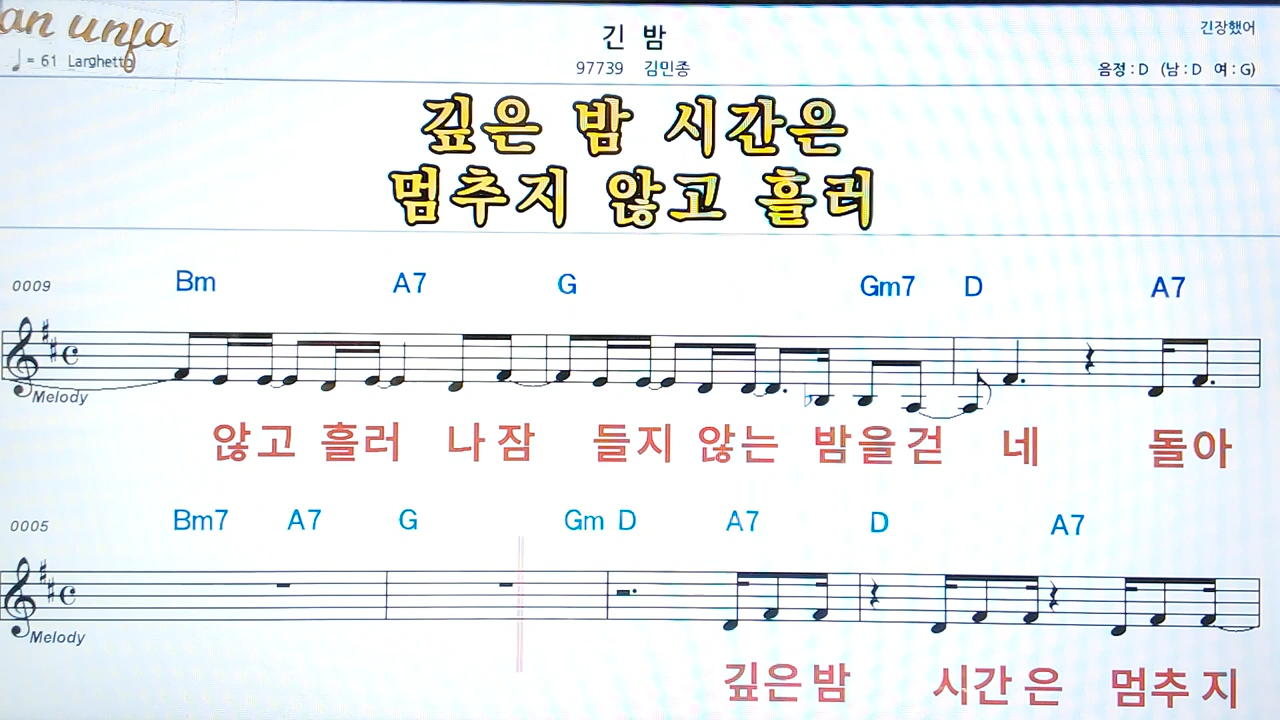 an unja
긴 밤
긴장했어
♩ = 61 Larghetto
97739 김민종
음정 : D (남 : D 여 : G)
깊은 밤 시간은
멈추지 않고 흘러
0009
Bm A7 G Gm7 D A7
Melody
않고 흘러 나 잠 들지 않는 밤을 걷 네 돌아
0005
Bm7 A7 G Gm D A7 D A7
Melody
깊은 밤 시간 은 멈추 지